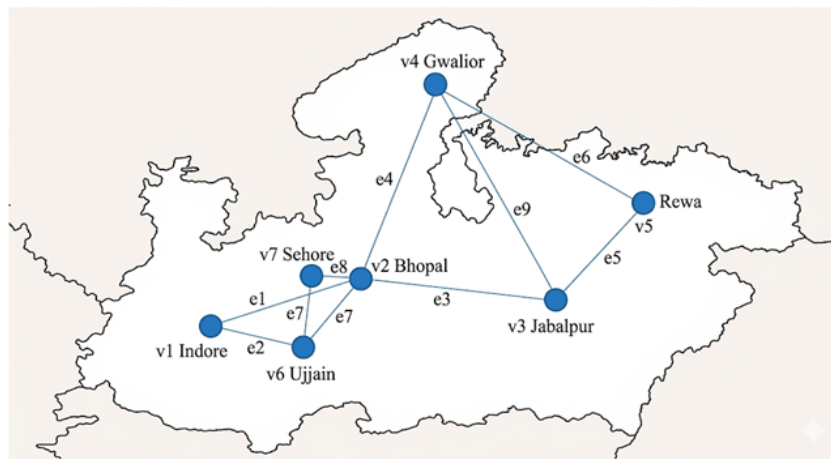 v4 Gwalior
e6
e4
e9
Rewa
v5
v7 Sehore
e8
v2 Bhopal
e5
e1
e7
e7
e3
v1 Indore
e2
v6 Ujjain
v3 Jabalpur